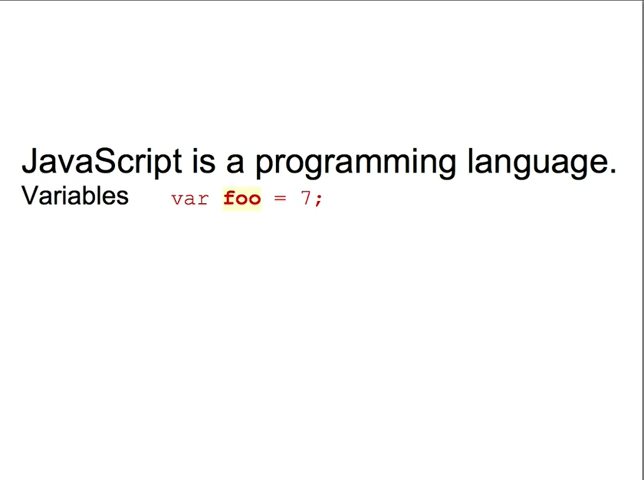 JavaScript is a programming language.
Variables var foo = 7;